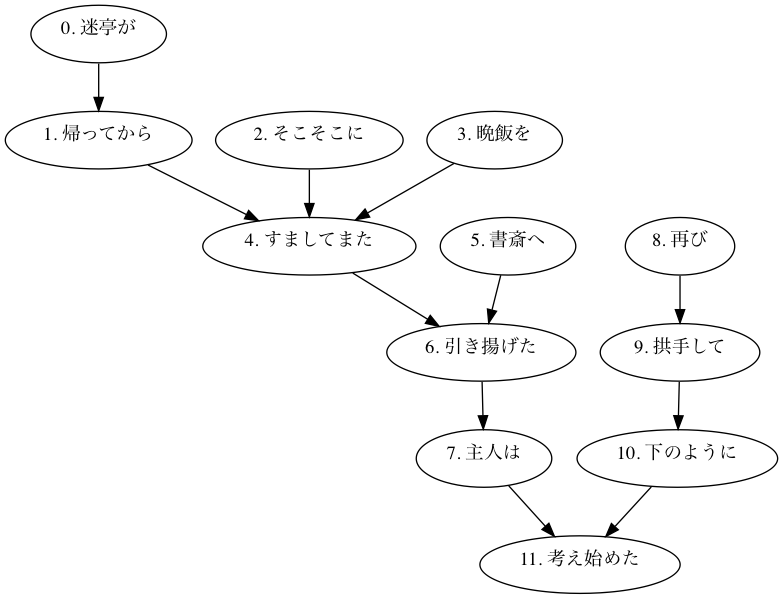 0. 迷亭が
1. 帰ってから
2. そこそこに
3. 晩飯を
4. すましてまた
5. 書斎へ
8. 再び
6. 引き揚げた
9. 拱手して
7. 主人は
10. 下のように
11. 考え始めた